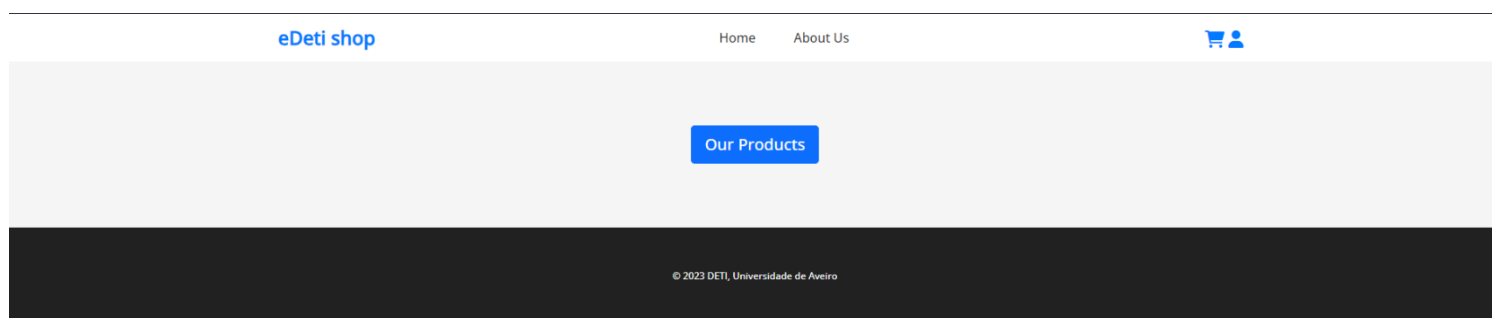 eDeti shop
Home
About Us
Our Products
© 2023 DETI, Universidade de Aveiro